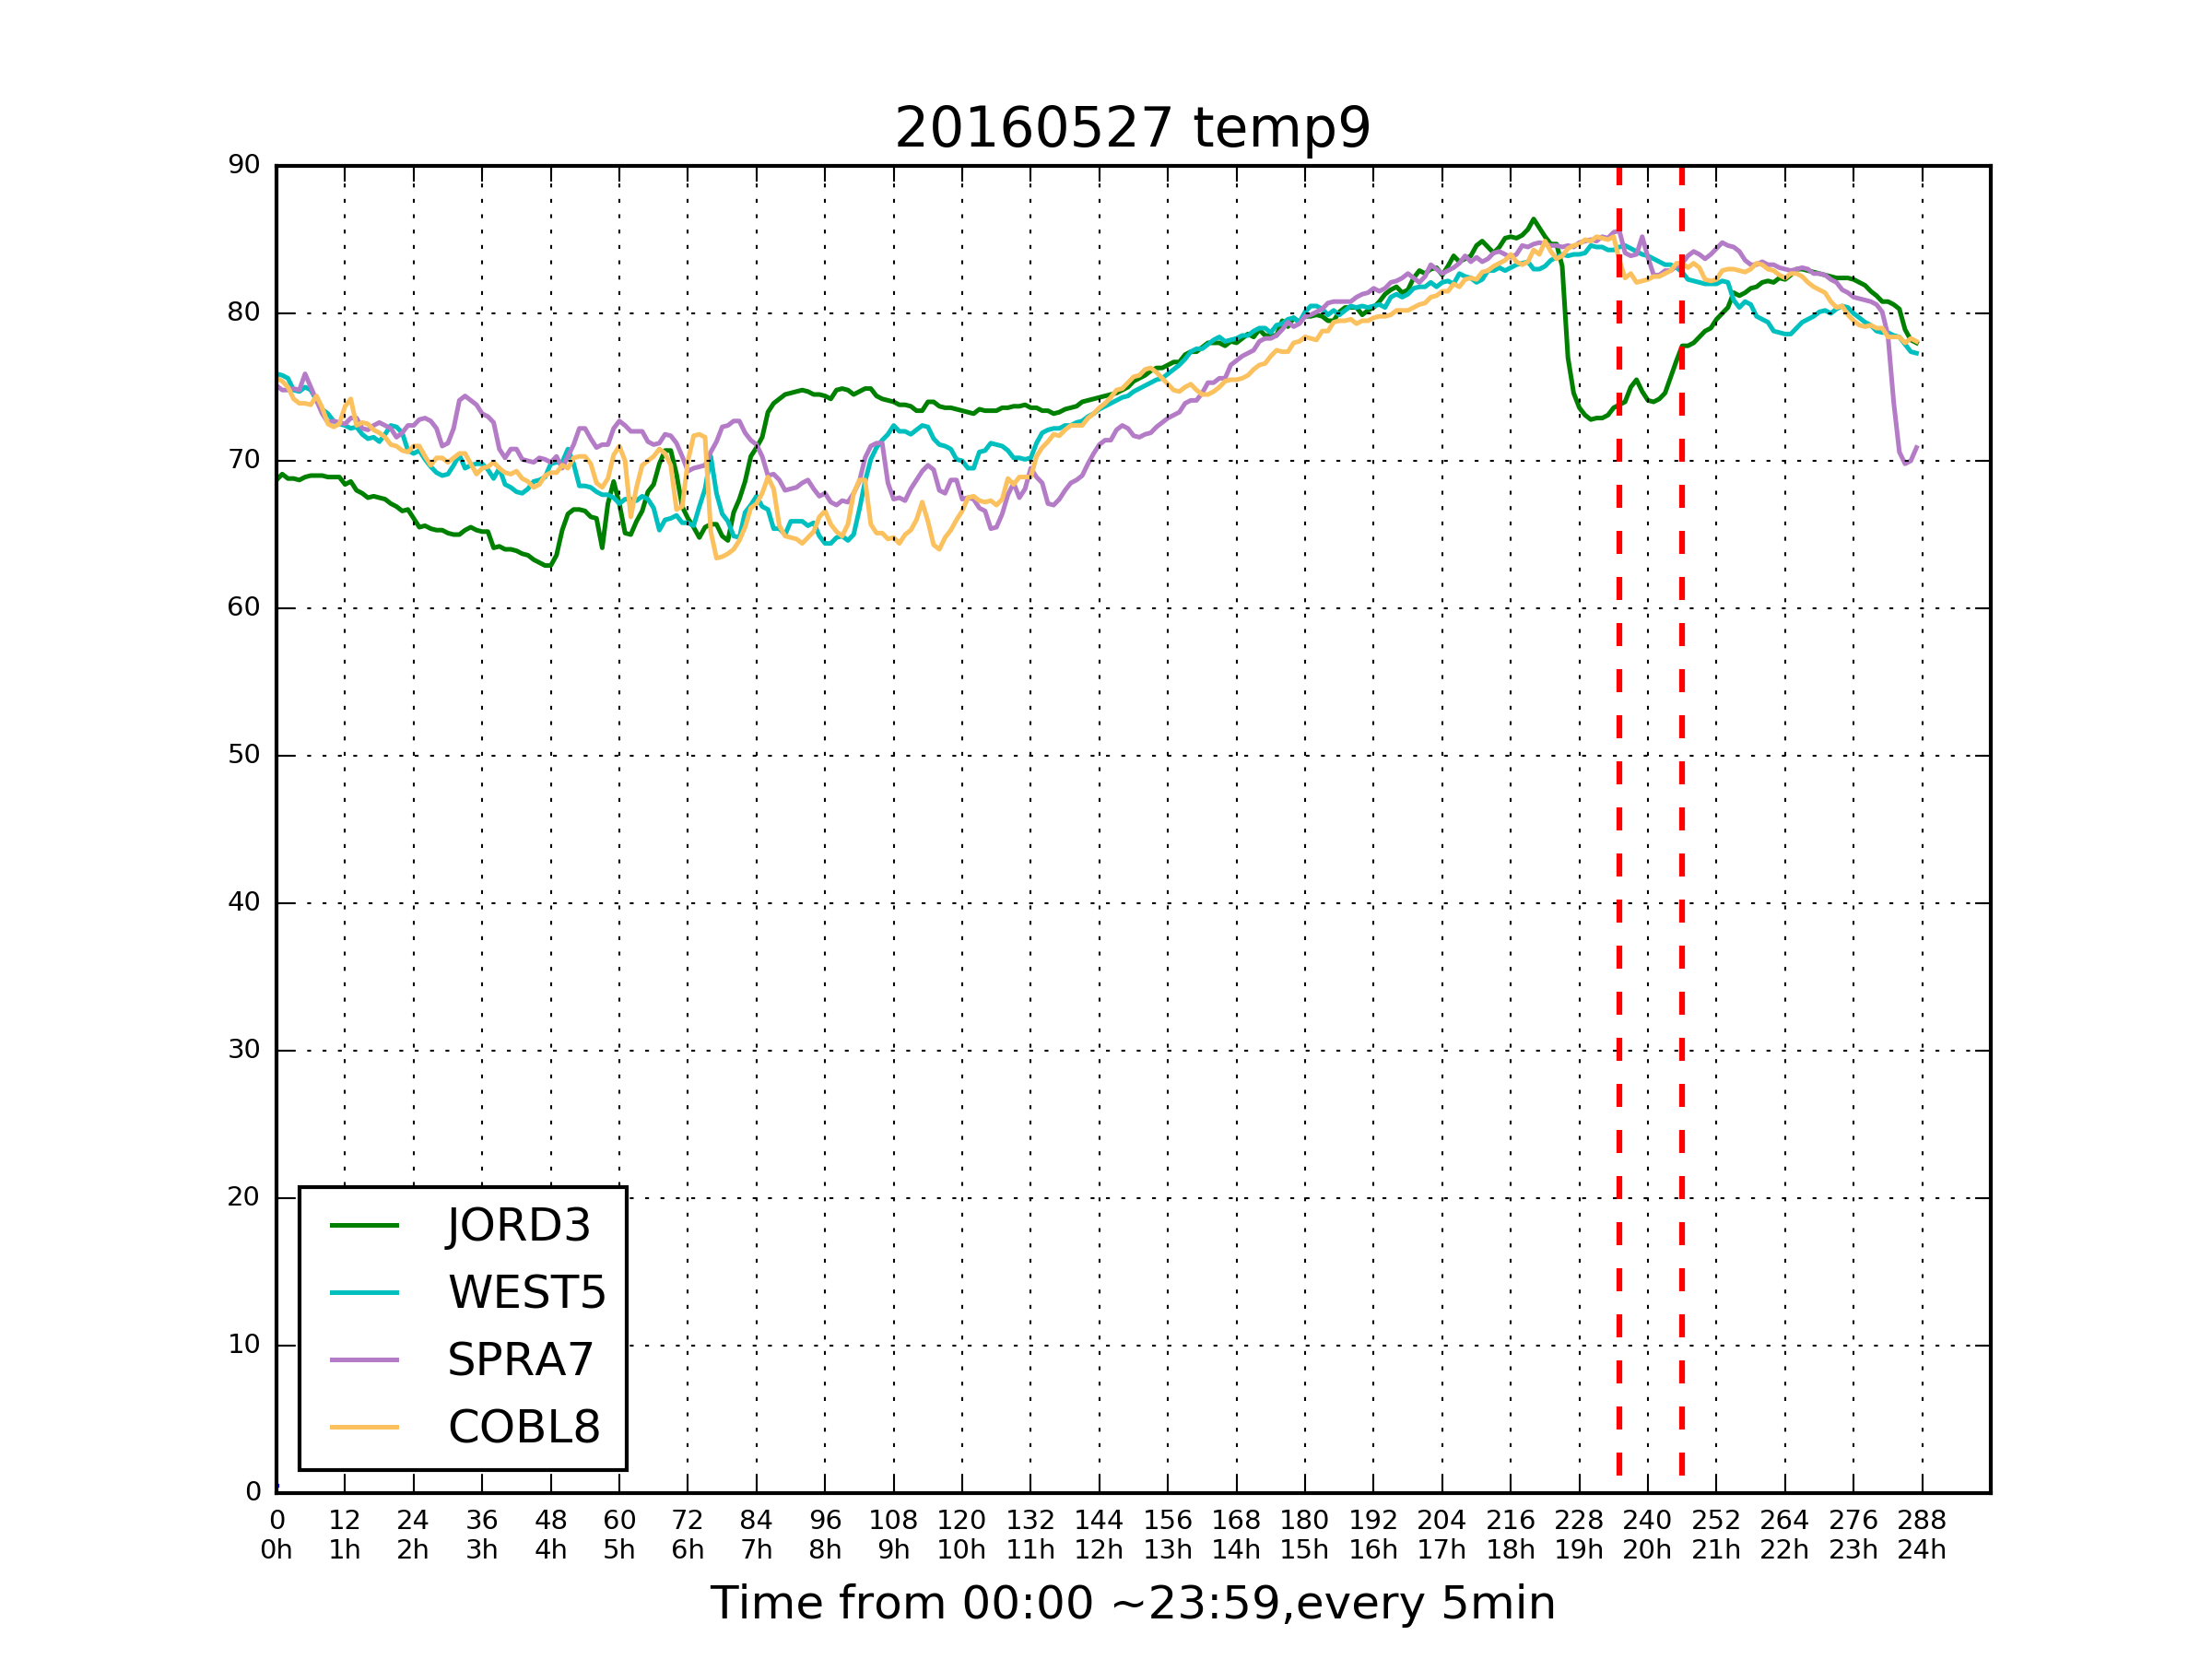 20160527 temp9
90
80
70
60
50
40
30
20
10
0
JORD3
WEST5
SPRA7
COBL8
0 12 24 36 48 60 72 84 96 108 120 132 144 156 168 180 192 204 216 228 240 252 264 276 288
0h 1h 2h 3h 4h 5h 6h 7h 8h 9h 10h 11h 12h 13h 14h 15h 16h 17h 18h 19h 20h 21h 22h 23h 24h
Time from 00:00 ~23:59,every 5min